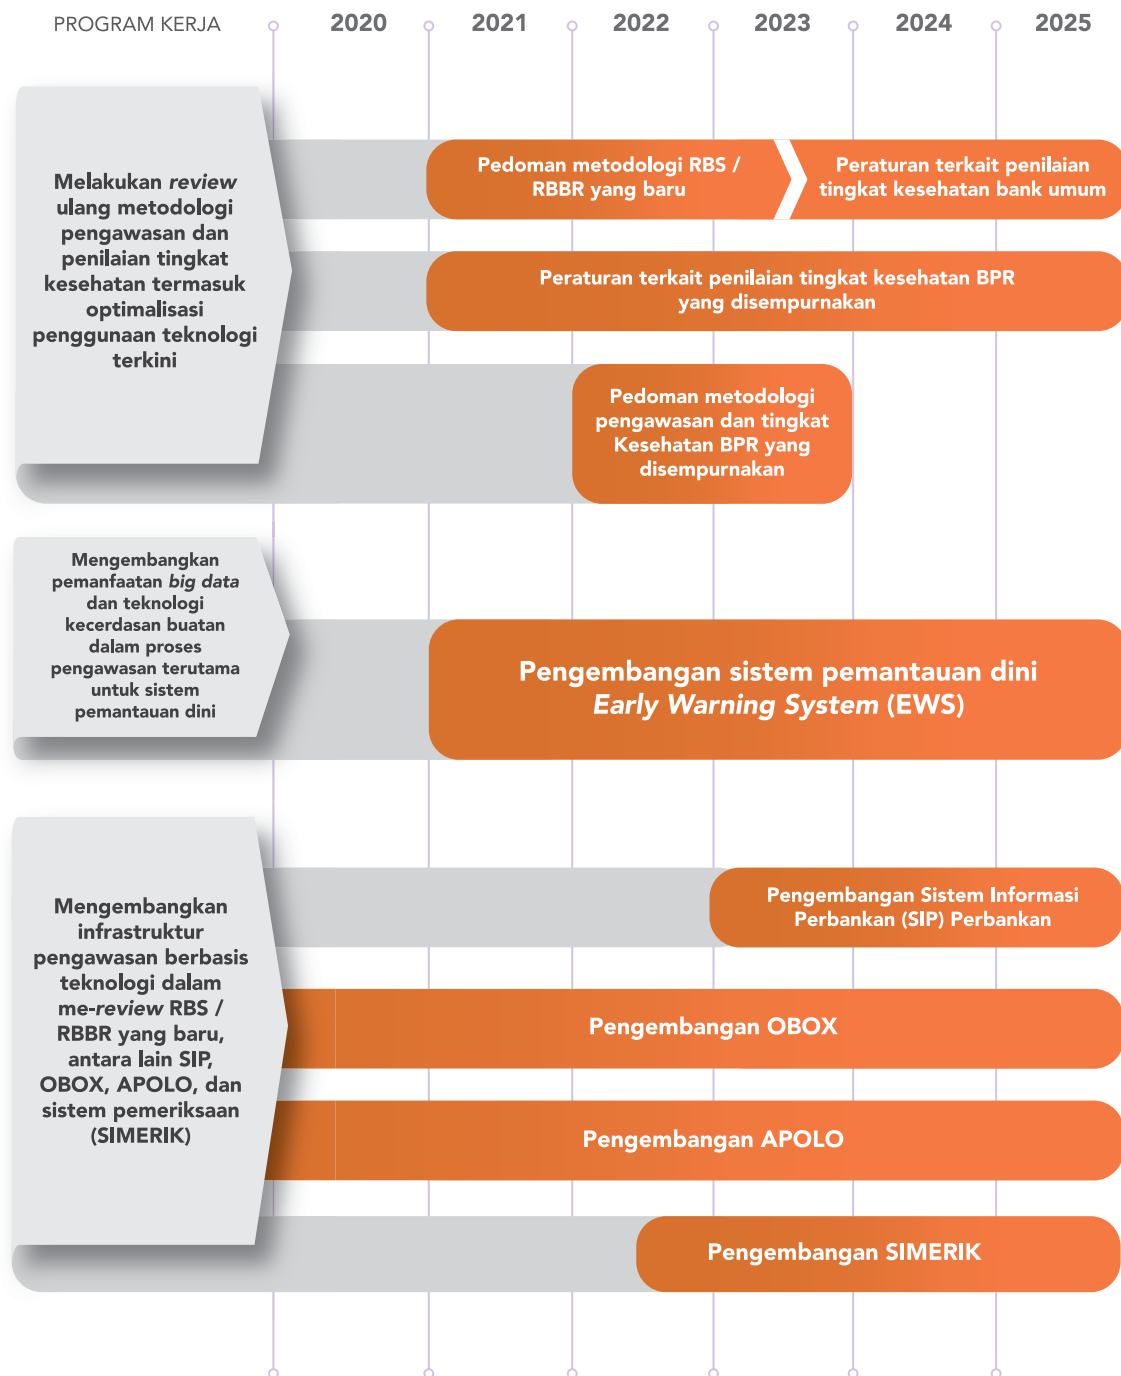 PROGRAM KERJA 2020 2021 2022 2023 2024 2025
Melakukan review
ulang metodologi
pengawasan dan
penilaian tingkat
kesehatan termasuk
optimalisasi
penggunaan teknologi
terkini
Pedoman metodologi RBS /
RBBR yang baru
Peraturan terkait penilaian
tingkat kesehatan bank umum
Peraturan terkait penilaian tingkat kesehatan BPR
yang disempurnakan
Pedoman metodologi
pengawasan dan tingkat
Kesehatan BPR yang
disempurnakan
Mengembangkan
pemanfaatan big data
dan teknologi
kecerdasan buatan
dalam proses
pengawasan terutama
untuk sistem
pemantauan dini
Pengembangan sistem pemantauan dini
Early Warning System (EWS)
Mengembangkan
infrastruktur
pengawasan berbasis
teknologi dalam
me-review RBS /
RBBR yang baru,
antara lain SIP,
OBOX, APOLO, dan
sistem pemeriksaan
(SIMERIK)
Pengembangan Sistem Informasi
Perbankan (SIP) Perbankan
Pengembangan OBOX
Pengembangan APOLO
Pengembangan SIMERIK